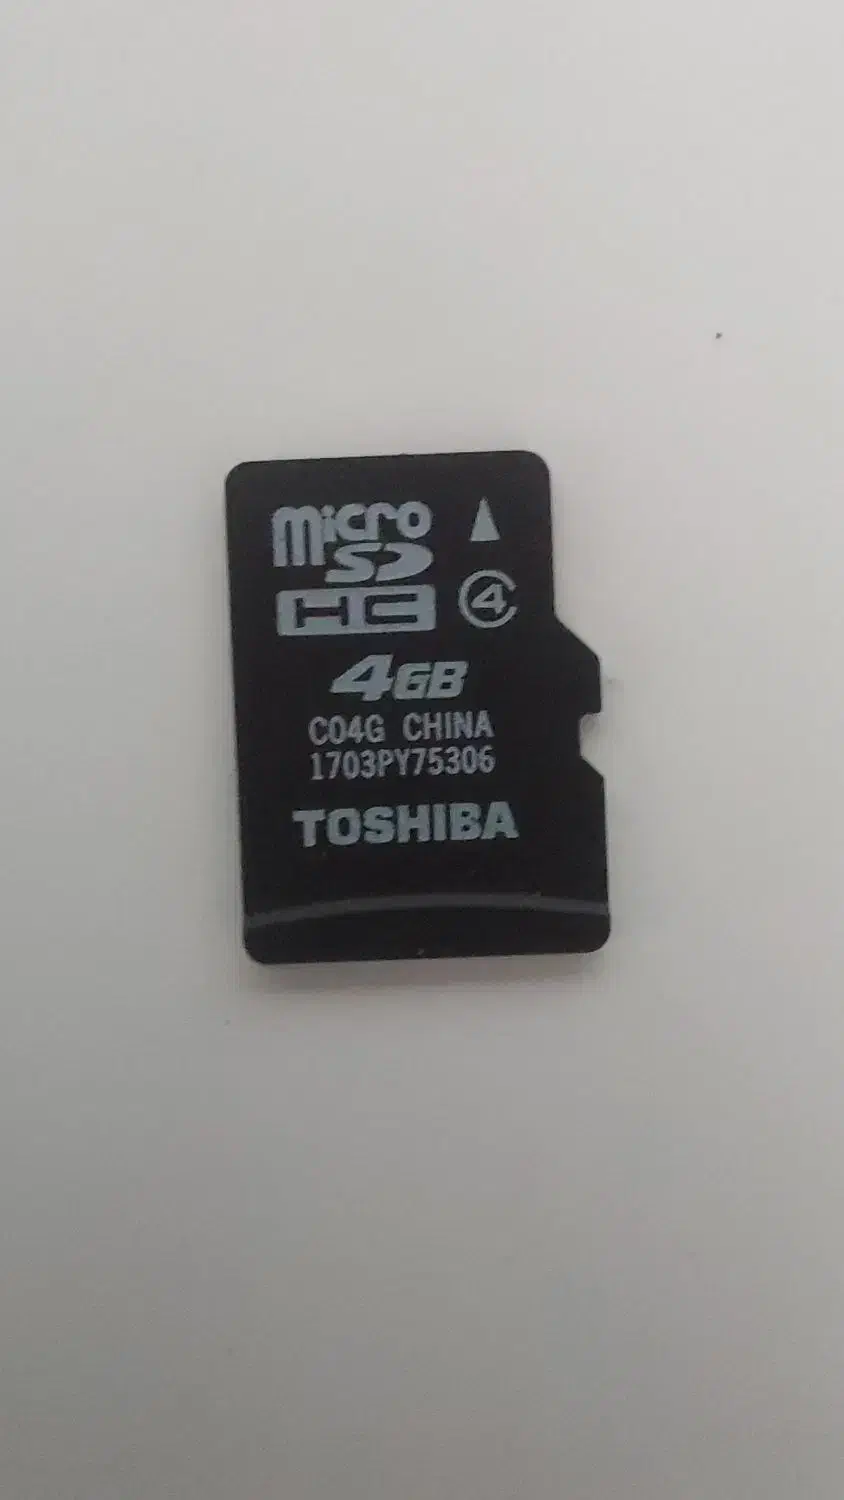 micro
SD
HC
4
4GB
C04G CHINA
1703PY75306
TOSHIBA